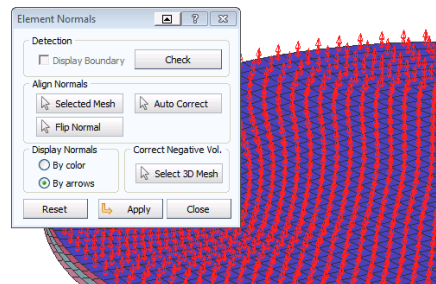 Element Normals
Detection
Display Boundary
Check
Align Normals
Selected Mesh
Auto Correct
Flip Normal
Display Normals
Correct Negative Vol.
By color
Select 3D Mesh
By arrows
Reset
Apply
Close